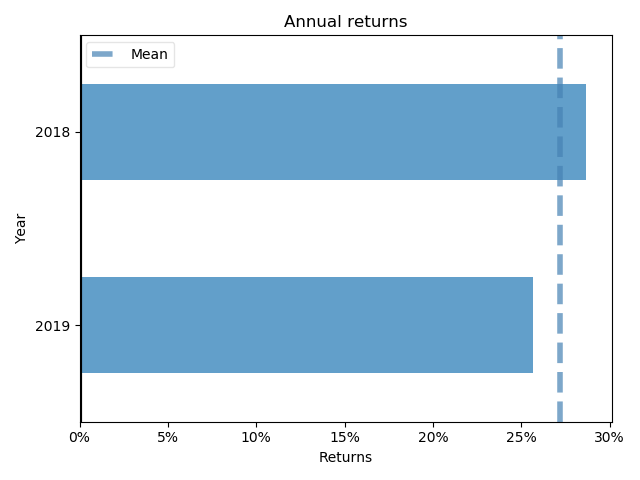 Annual returns
Mean
2018
2019
Year
0% 5% 10% 15% 20% 25% 30%
Returns